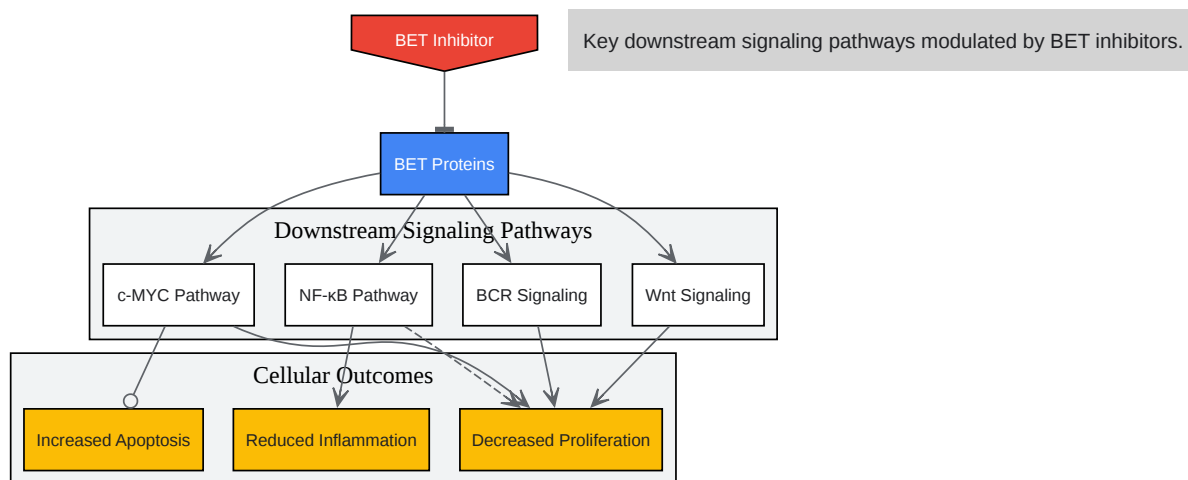 BET Inhibitor
Key downstream signaling pathways modulated by BET inhibitors.
BET Proteins
Downstream Signaling Pathways
c-MYC Pathway
NF-κB Pathway
BCR Signaling
Wnt Signaling
Cellular Outcomes
Increased Apoptosis
Reduced Inflammation
Decreased Proliferation